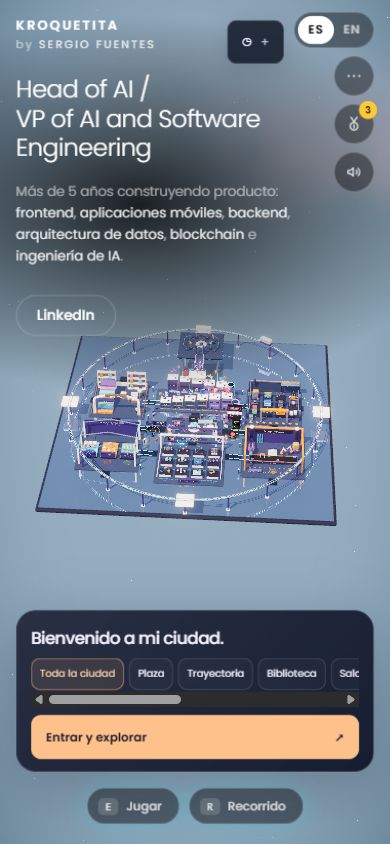 KROQUETITA
by SERGIO FUENTES
+
ES EN
3
Head of AI /
VP of AI and Software
Engineering
Más de 5 años construyendo producto:
frontend, aplicaciones móviles, backend,
arquitectura de datos, blockchain e
ingeniería de IA.
LinkedIn
Bienvenido a mi ciudad.
Toda la ciudad Plaza Trayectoria Biblioteca Salo
Entrar y explorar ↗
E Jugar R Recorrido